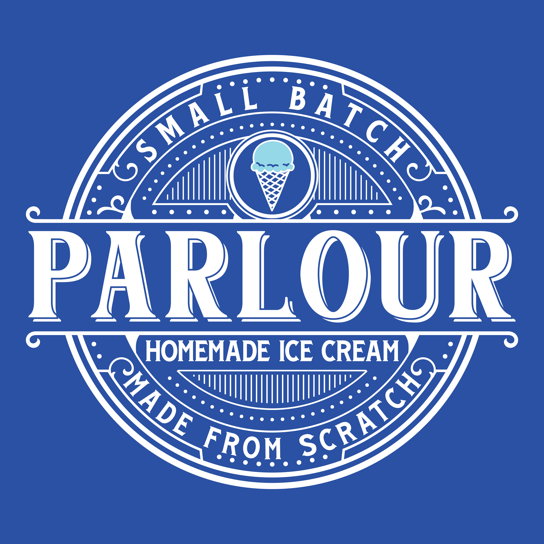 SMALL BATCH
PARLOUR
HOMEMADE ICE CREAM
MADE FROM SCRATCH